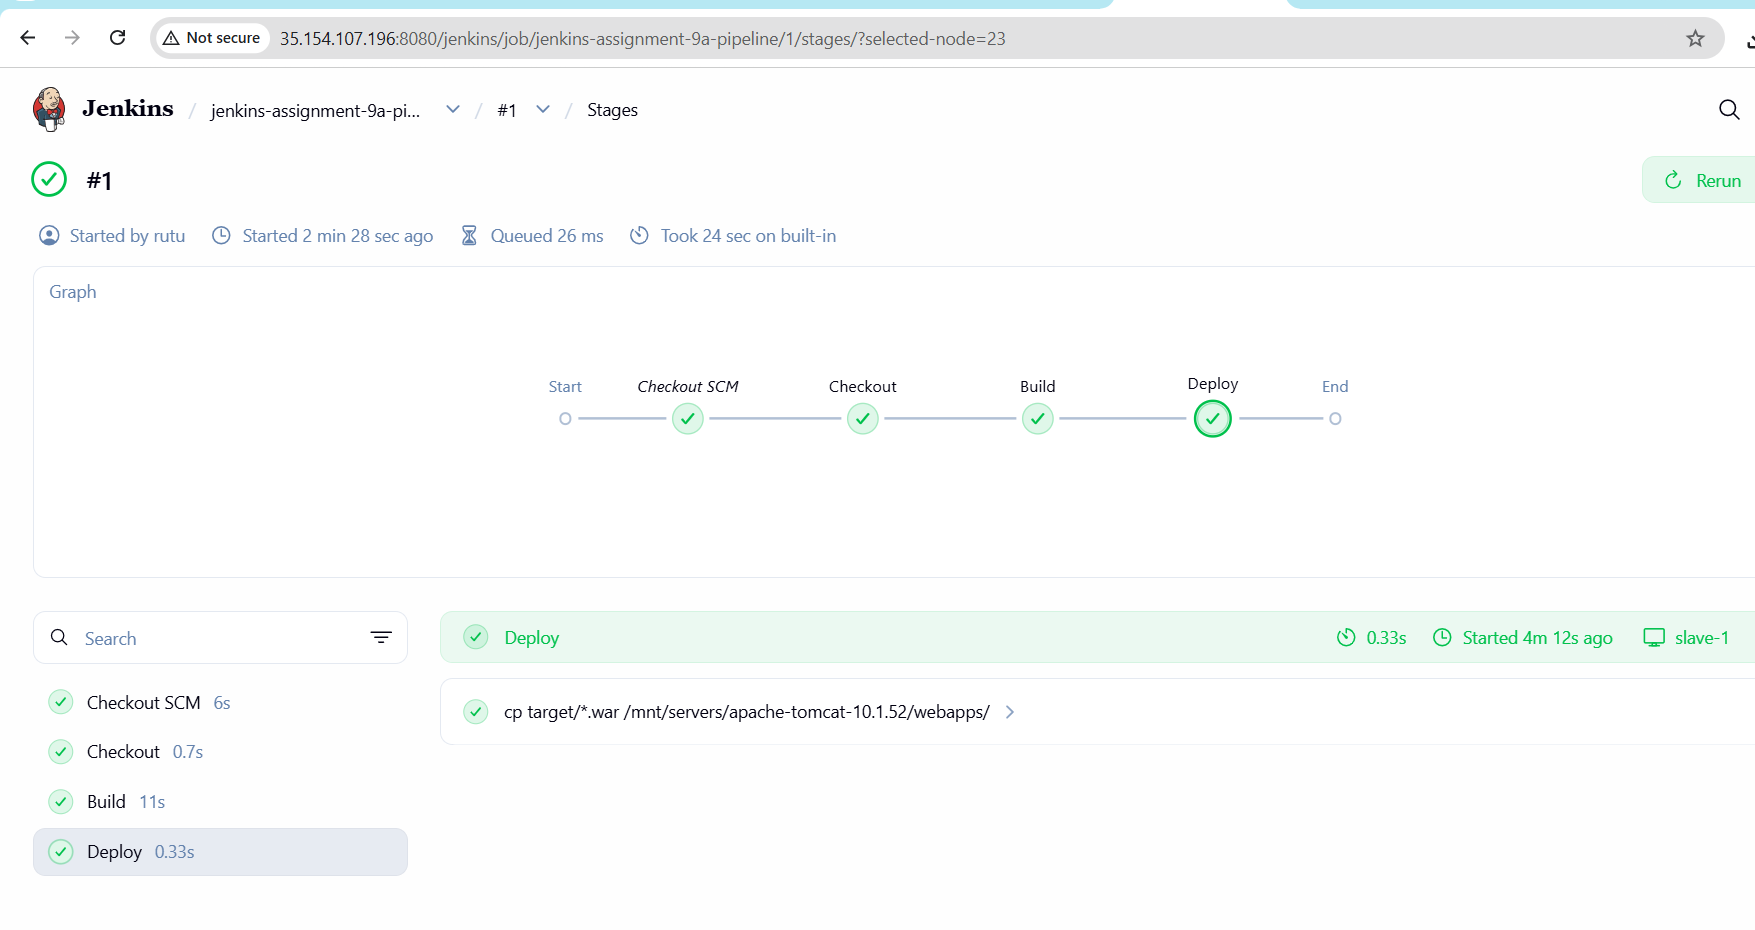 Not secure 35.154.107.196:8080/jenkins/job/jenkins-assignment-9a-pipeline/1/stages/?selected-node=23
Jenkins / jenkins-assignment-9a-pi... / #1 / Stages
#1
Rerun
Started by rutu Started 2 min 28 sec ago Queued 26 ms Took 24 sec on built-in
Graph
Start Checkout SCM Checkout Build Deploy End
Search
Deploy 0.33s Started 4m 12s ago slave-1
Checkout SCM 6s
cp target/*.war /mnt/servers/apache-tomcat-10.1.52/webapps/
Checkout 0.7s
Build 11s
Deploy 0.33s